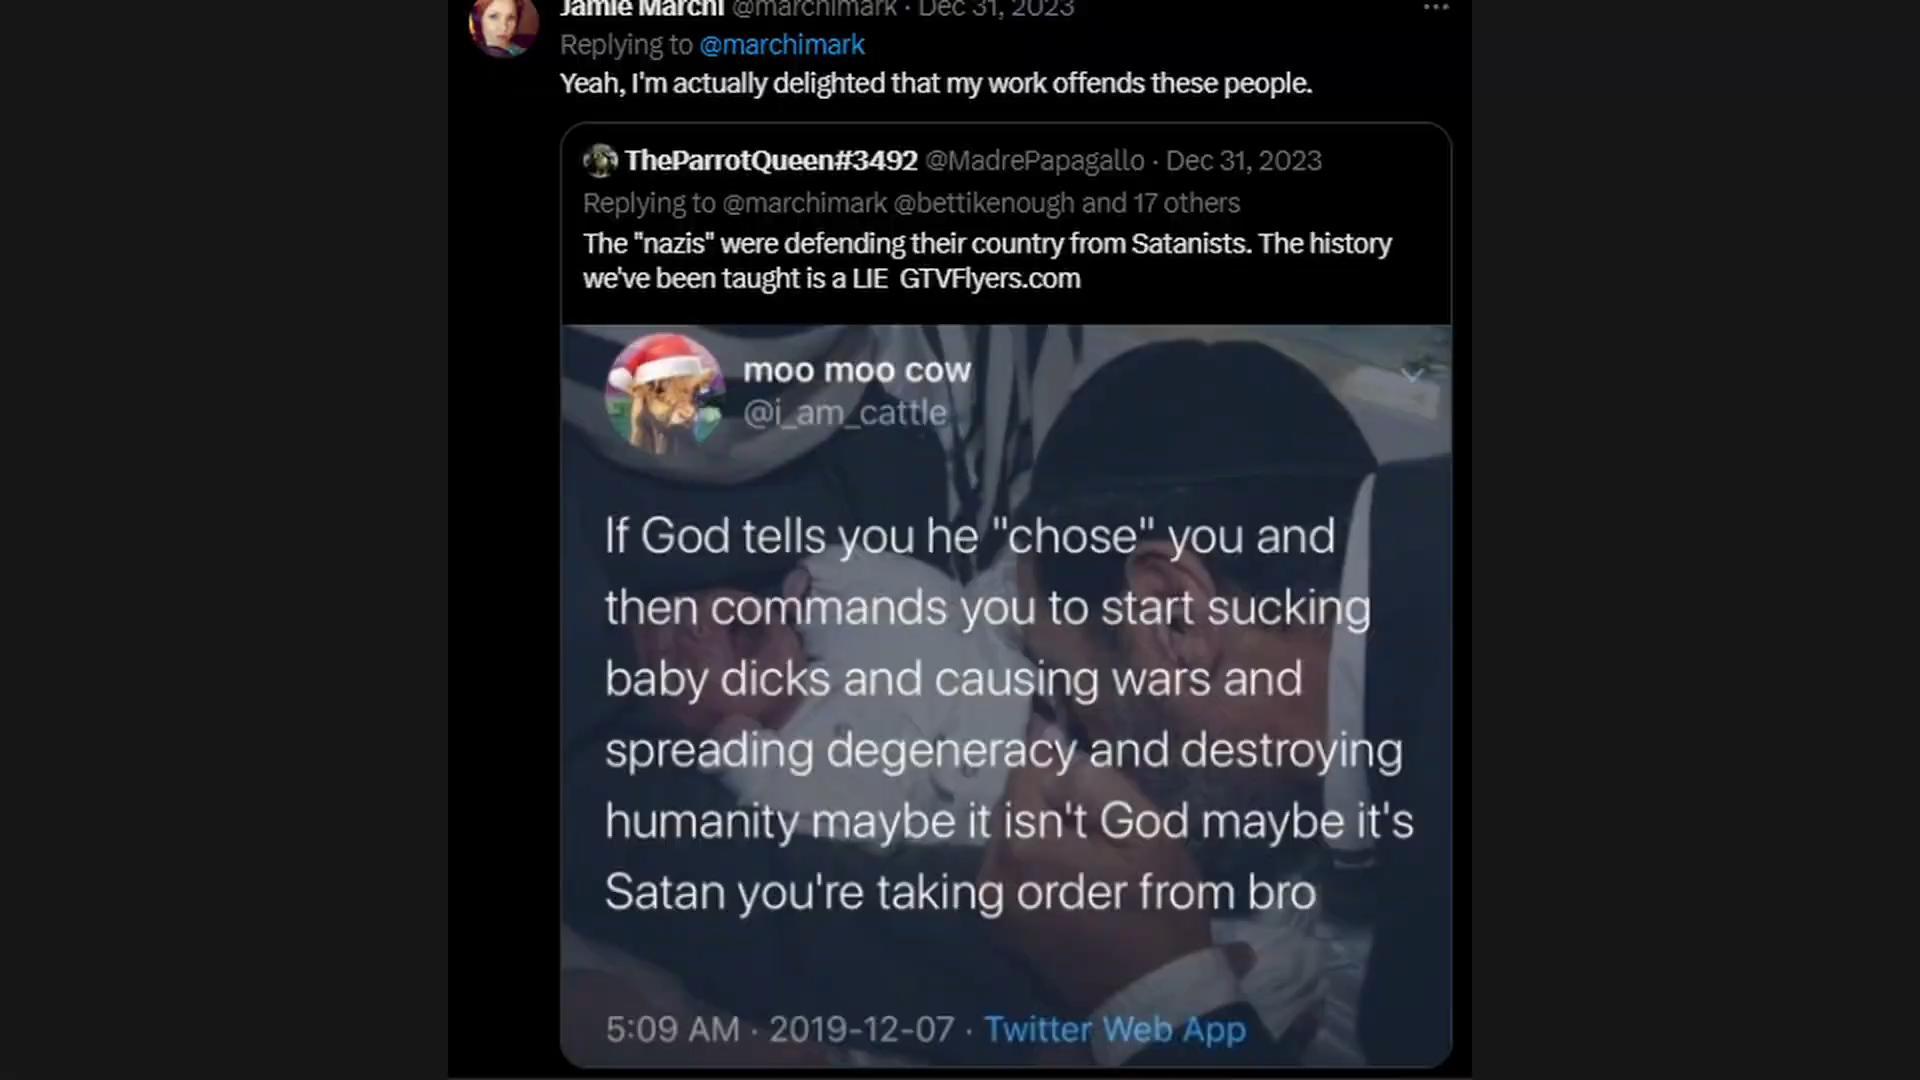 Jamie Marchi @marchimark · Dec 31, 2023
Replying to @marchimark
Yeah, I'm actually delighted that my work offends these people.
TheParrotQueen#3492 @MadrePapagallo · Dec 31, 2023
Replying to @marchimark @bettikenough and 17 others
The "nazis" were defending their country from Satanists. The history
we've been taught is a LIE GTVFlyers.com
moo moo cow
@i_am_cattle
If God tells you he "chose" you and
then commands you to start sucking
baby dicks and causing wars and
spreading degeneracy and destroying
humanity maybe it isn't God maybe it's
Satan you're taking order from bro
5:09 AM · 2019-12-07 · Twitter Web App